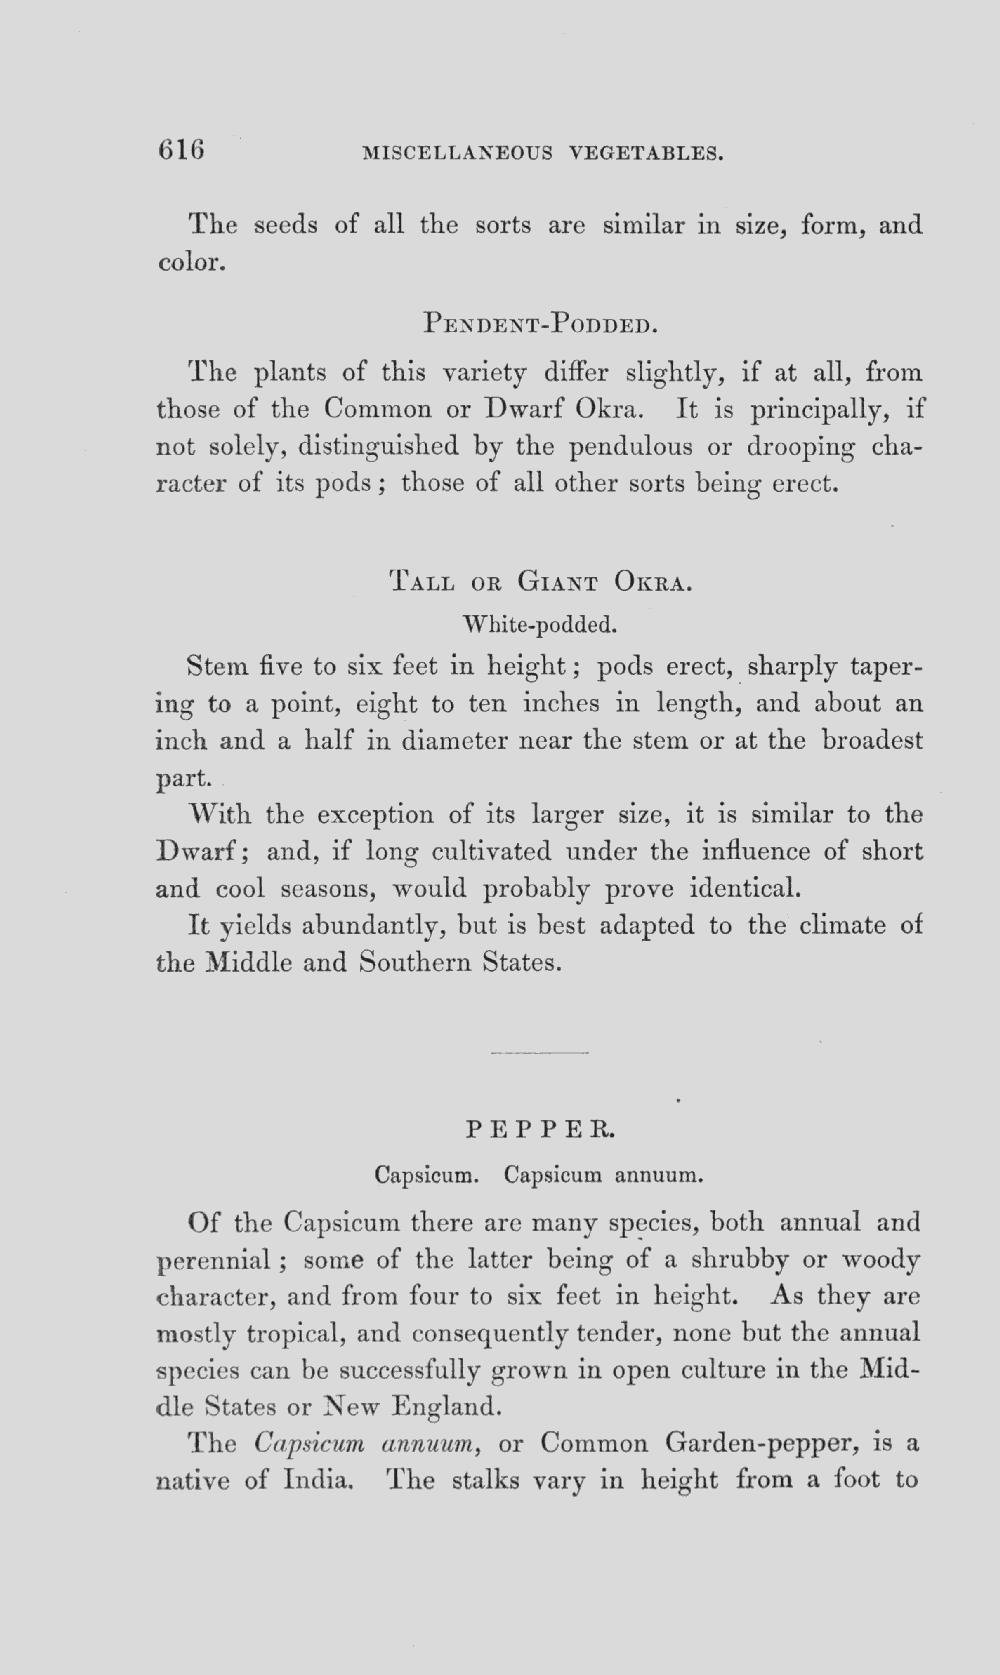 616 MISCELLANEOUS VEGETABLES.
The seeds of all the sorts are similar in size, form, and
color.
PENDENT-PODDED.
The plants of this variety differ slightly, if at all, from
those of the Common or Dwarf Okra. It is principally, if
not solely, distinguished by the pendulous or drooping cha-
racter of its pods; those of all other sorts being erect.
TALL OR GIANT OKRA.
White-podded.
Stem five to six feet in height; pods erect, sharply taper-
ing to a point, eight to ten inches in length, and about an
inch and a half in diameter near the stem or at the broadest
part.
With the exception of its larger size, it is similar to the
Dwarf; and, if long cultivated under the influence of short
and cool seasons, would probably prove identical.
It yields abundantly, but is best adapted to the climate of
the Middle and Southern States.
PEPPER.
Capsicum. Capsicum annuum.
Of the Capsicum there are many species, both annual and
perennial; some of the latter being of a shrubby or woody
character, and from four to six feet in height. As they are
mostly tropical, and consequently tender, none but the annual
species can be successfully grown in open culture in the Mid-
dle States or New England.
The Capsicum annuum, or Common Garden-pepper, is a
native of India. The stalks vary in height from a foot to